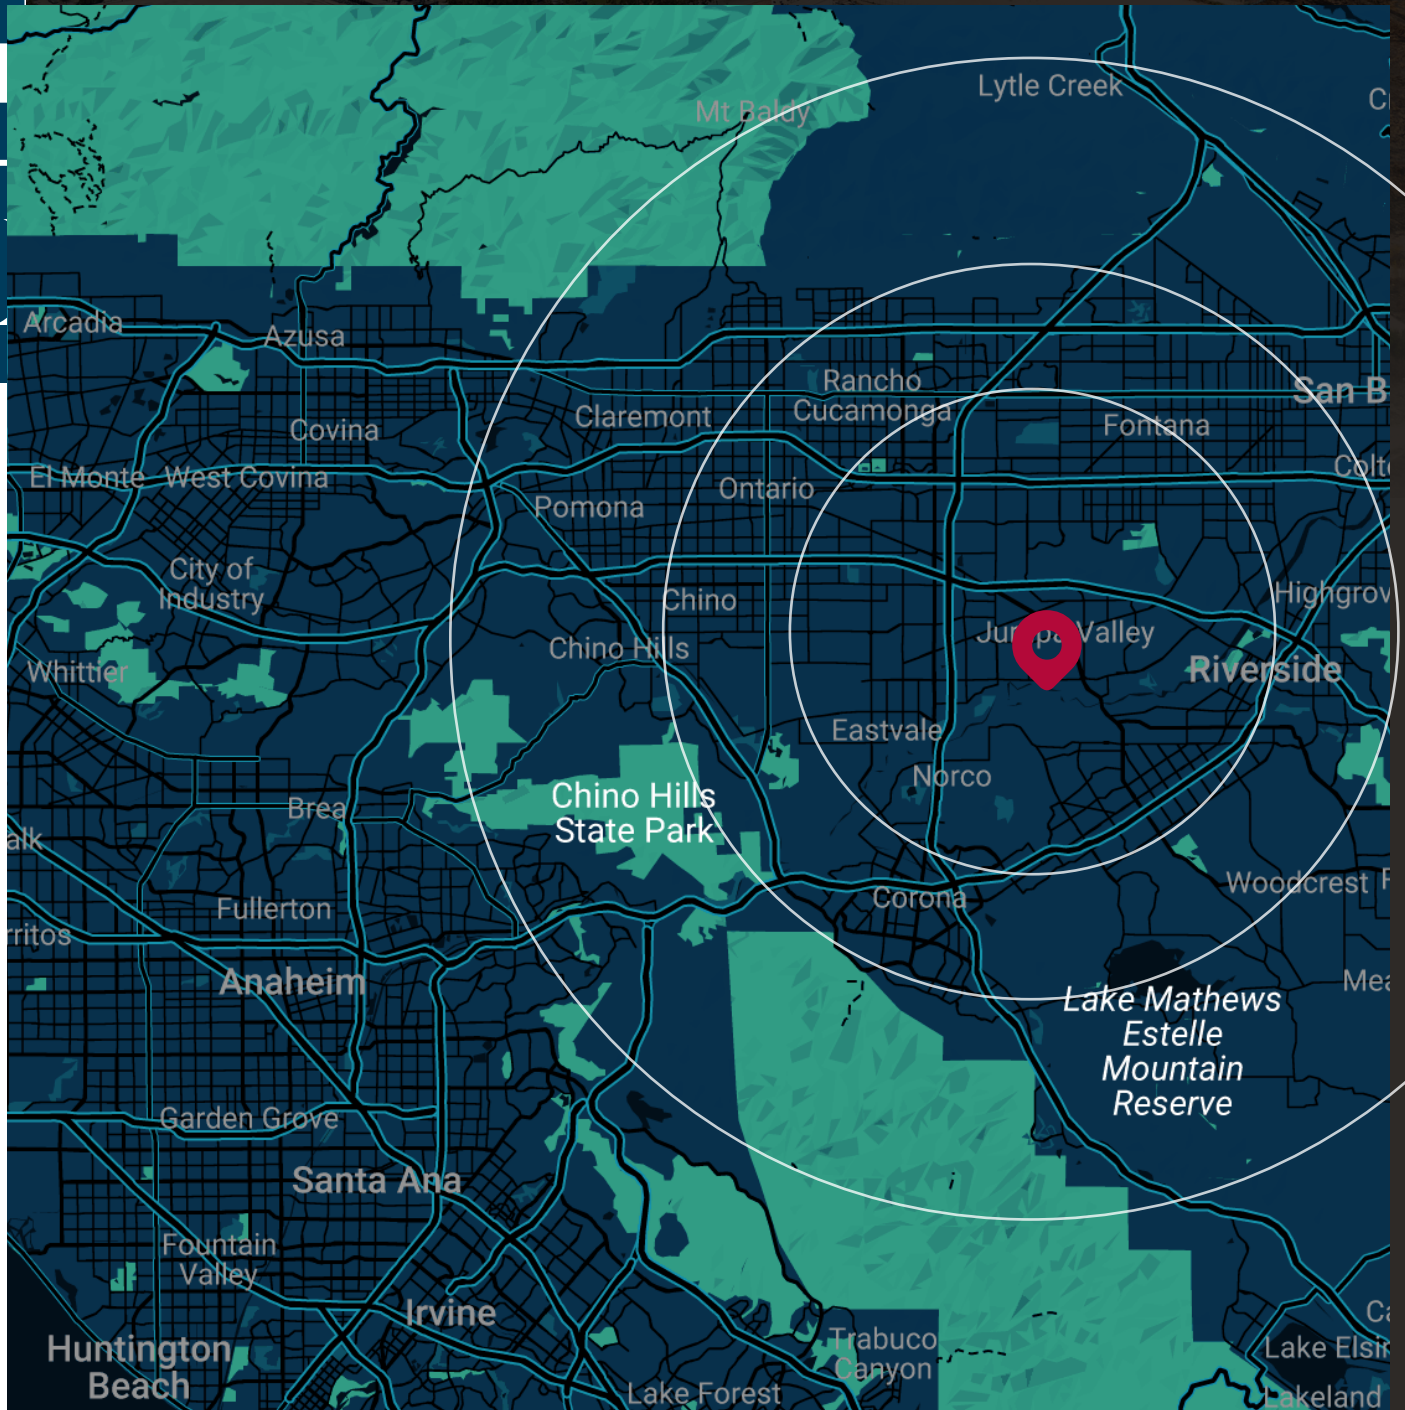 Lytle Creek
Mt Baldy
Arcadia
Azusa
Rancho
Cucamonga
San B
Claremont
Fontana
Covina
El Monte
West Covina
Colt
Ontario
Pomona
City of
Industry
Highgrov
Chino
Valley
Chino Hills
Whittier
Riverside
Eastvale
Norco
Chino Hills
State Park
Brea
alk
Woodcrest
Corona
Fullerton
rritos
Anaheim
Mea
Lake Mathews
Estelle
Mountain
Reserve
Garden Grove
Santa Ana
Fountain
Valley
Irvine
Huntington
Beach
Trabuco
Canyon
Lake Elsin
Lake Forest
Lakeland